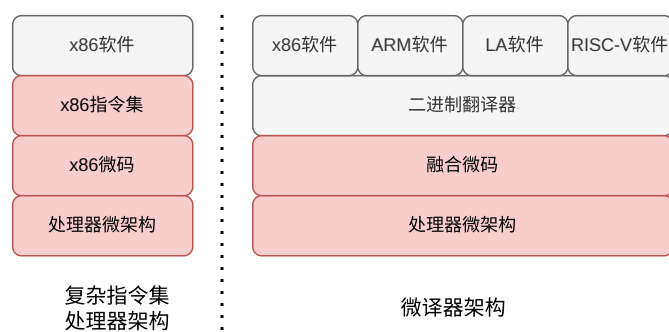 x86软件
x86指令集
x86微码
处理器微架构
复杂指令集
处理器架构
x86软件 ARM软件 LA软件 RISC-V软件
二进制翻译器
融合微码
处理器微架构
微译器架构